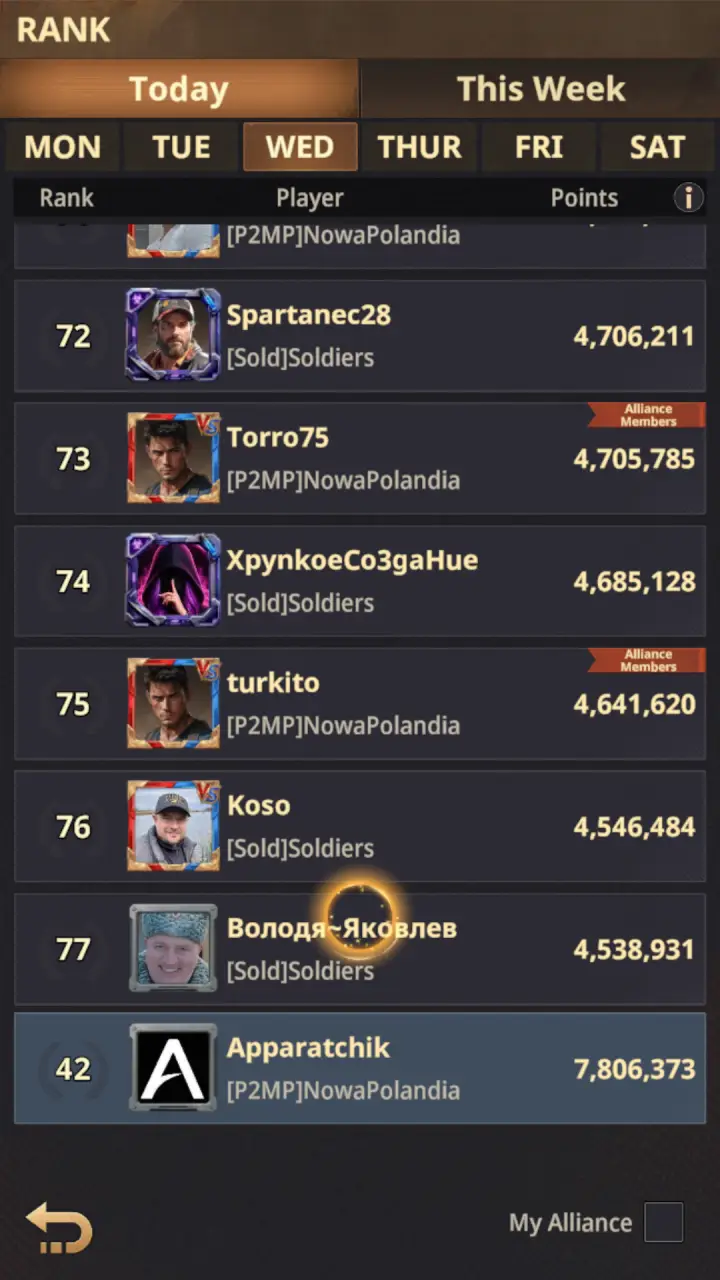 RANK
Today
This Week
MON
TUE
WED
THUR
FRI
SAT
Rank
Player
Points
[P2MP]NowaPolandia
72
Spartanec28
4,706,211
[Sold]Soldiers
Alliance
Members
73
Torro75
4,705,785
[P2MP]NowaPolandia
74
XpynkoeCo3gaHue
4,685,128
[Sold]Soldiers
Alliance
Members
75
turkito
4,641,620
[P2MP]NowaPolandia
76
Koso
4,546,484
[Sold]Soldiers
77
Володя~Яковлев
4,538,931
[Sold]Soldiers
42
Apparatchik
7,806,373
[P2MP]NowaPolandia
My Alliance